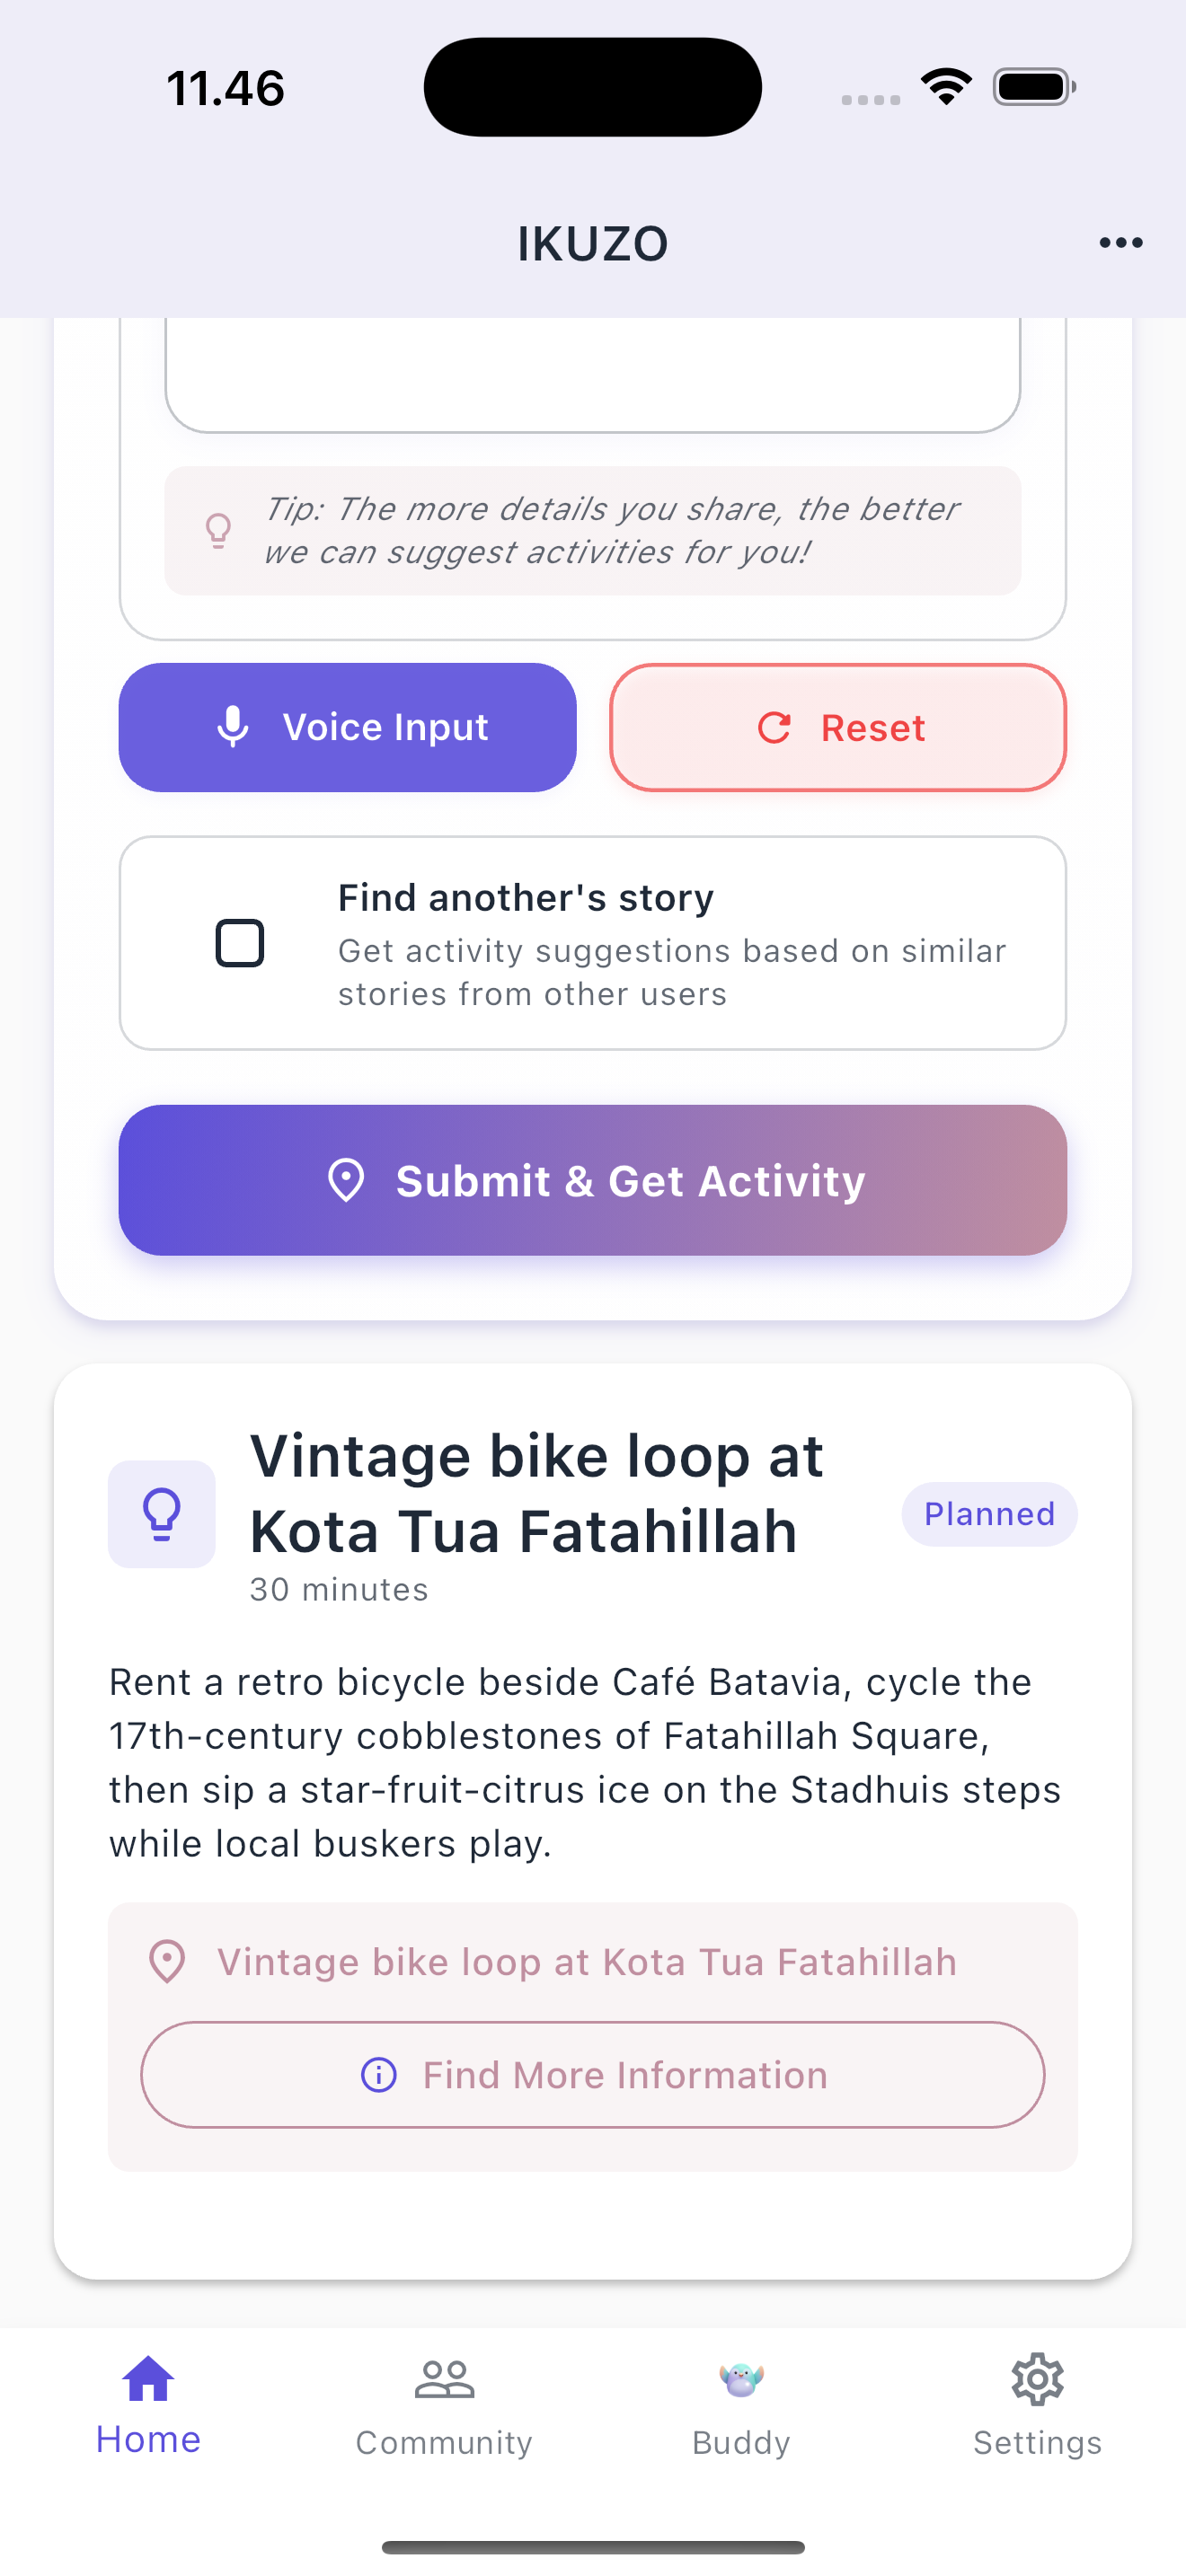 11.46
IKUZO
Tip: The more details you share, the better
we can suggest activities for you!
Voice Input
Reset
Find another's story
Get activity suggestions based on similar
stories from other users
Submit & Get Activity
Vintage bike loop at
Kota Tua Fatahillah
30 minutes
Planned
Rent a retro bicycle beside Café Batavia, cycle the
17th-century cobblestones of Fatahillah Square,
then sip a star-fruit-citrus ice on the Stadhuis steps
while local buskers play.
Vintage bike loop at Kota Tua Fatahillah
Find More Information
Home
Community
Buddy
Settings